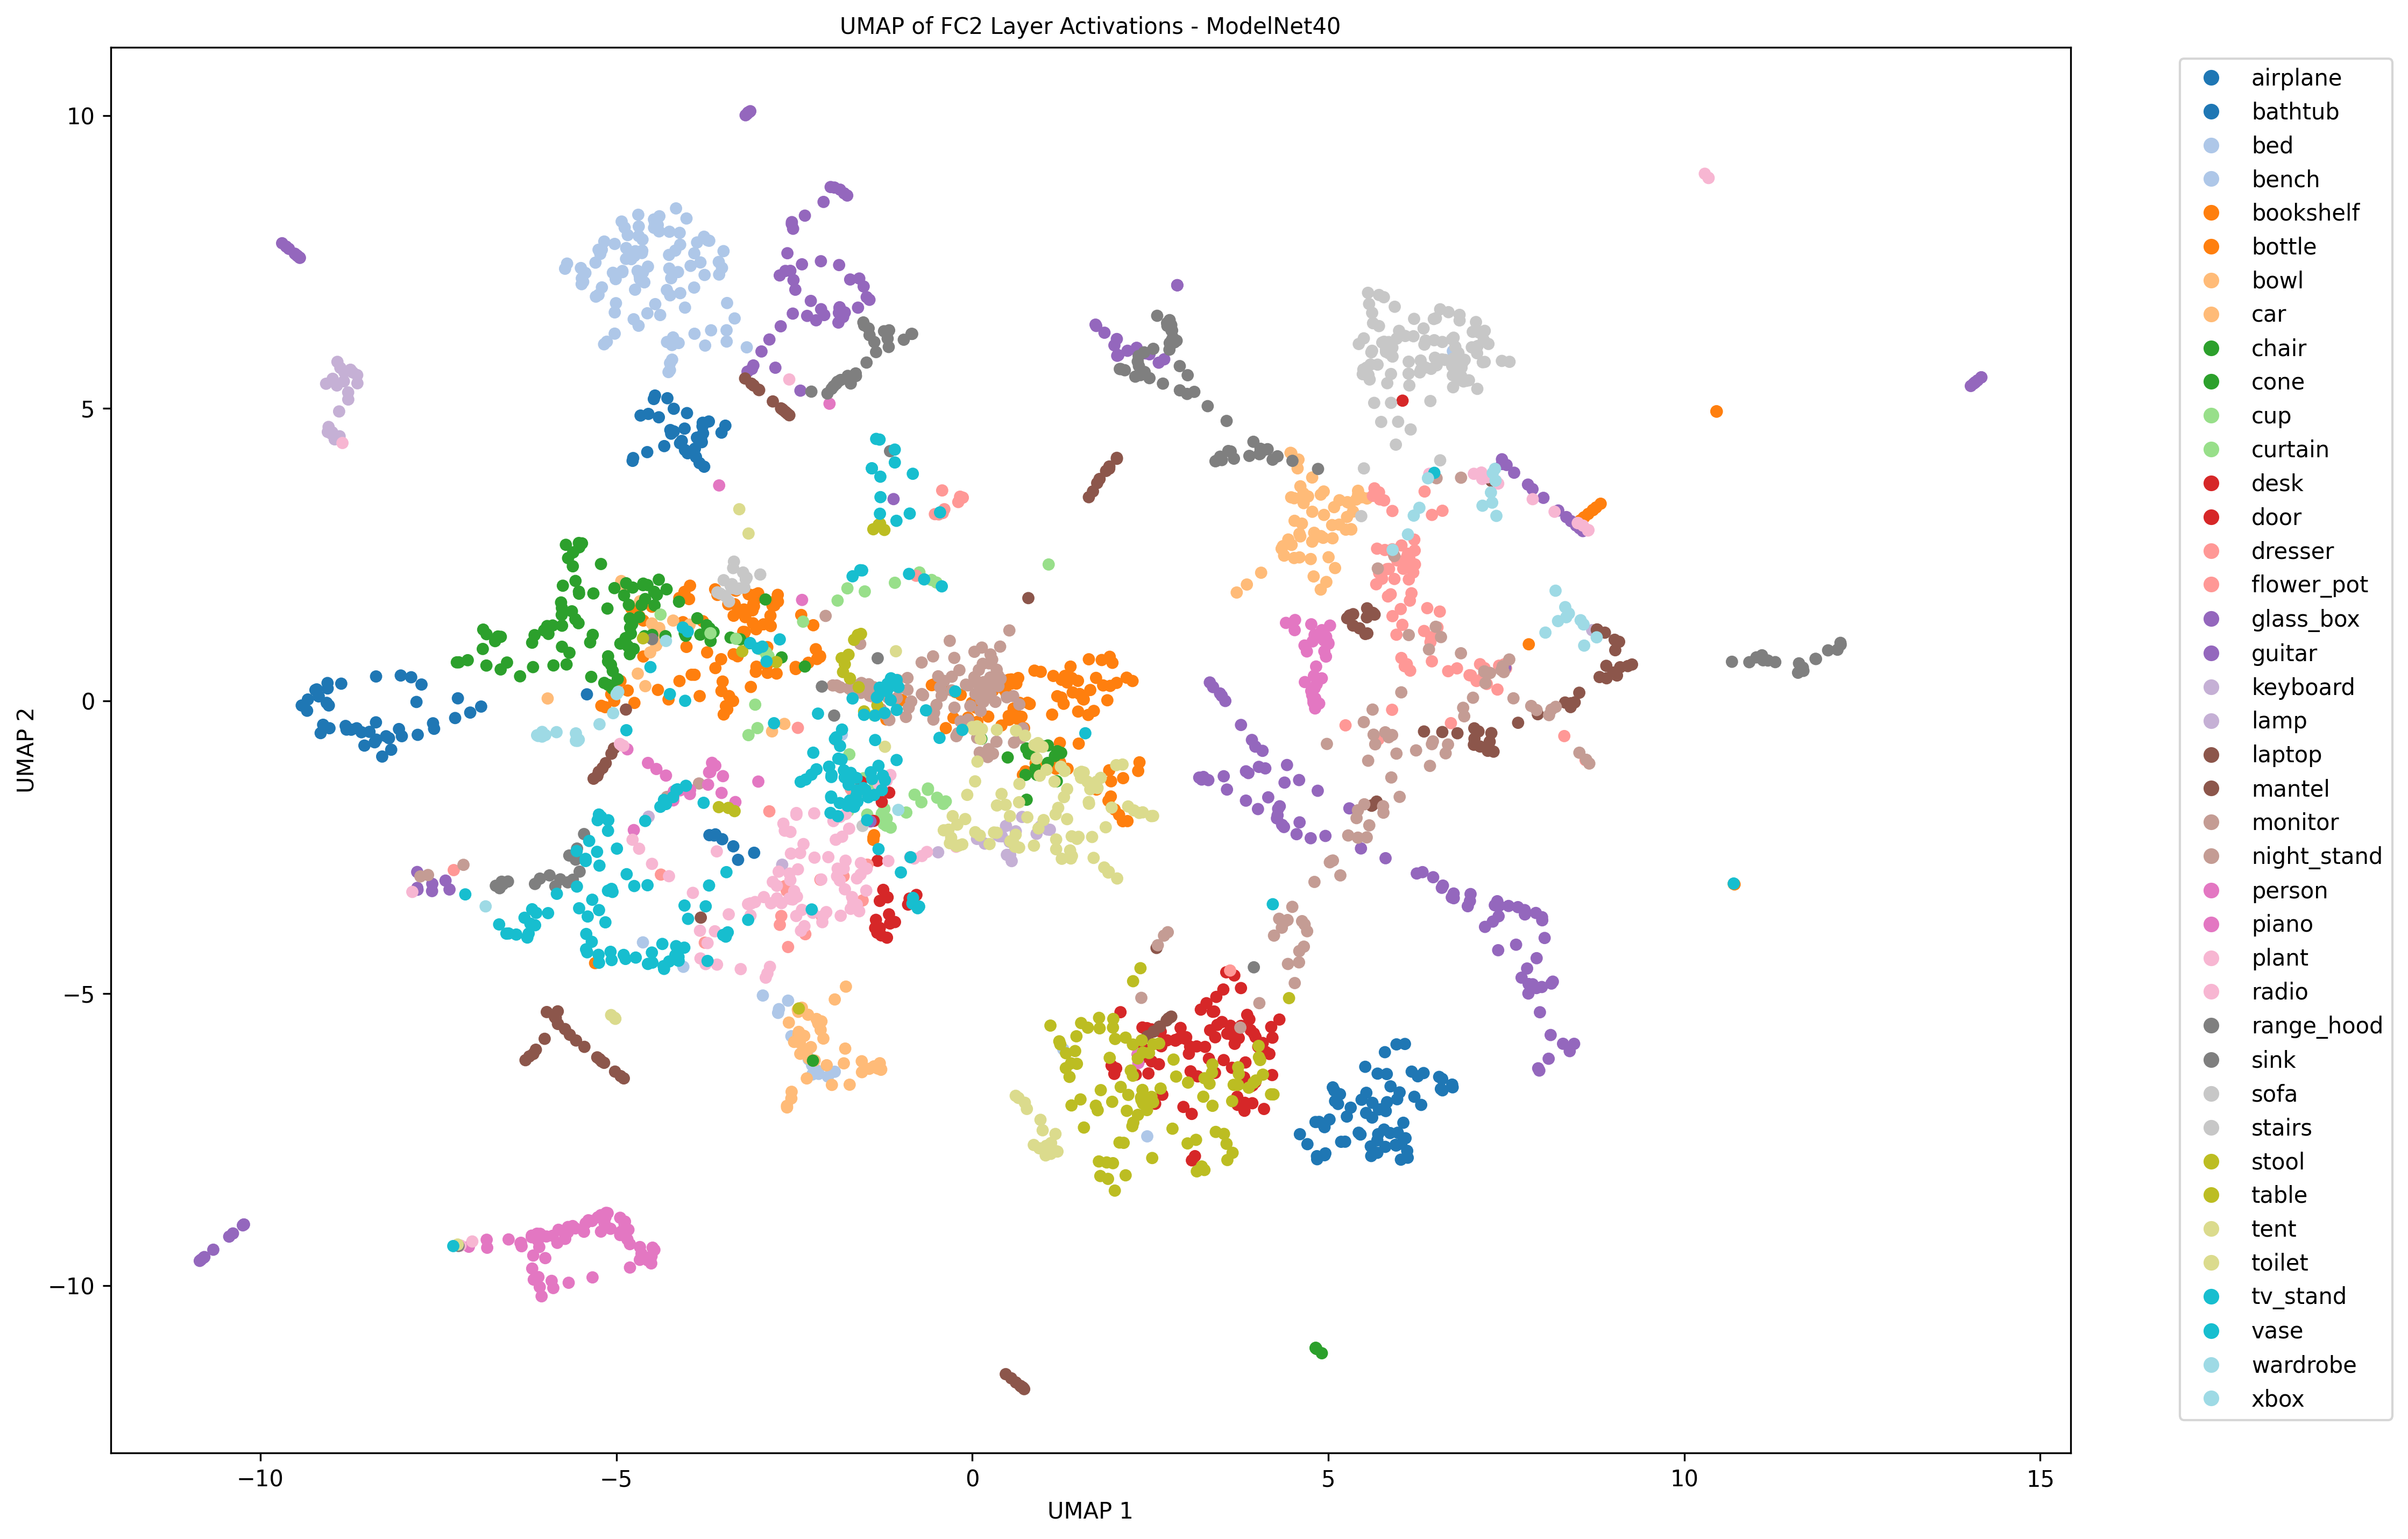 UMAP of FC2 Layer Activations - ModelNet40
10
5
0
−5
−10
UMAP 2
−10
−5
0
5
10
15
UMAP 1
airplane
bathtub
bed
bench
bookshelf
bottle
bowl
car
chair
cone
cup
curtain
desk
door
dresser
flower_pot
glass_box
guitar
keyboard
lamp
laptop
mantel
monitor
night_stand
person
piano
plant
radio
range_hood
sink
sofa
stairs
stool
table
tent
toilet
tv_stand
vase
wardrobe
xbox